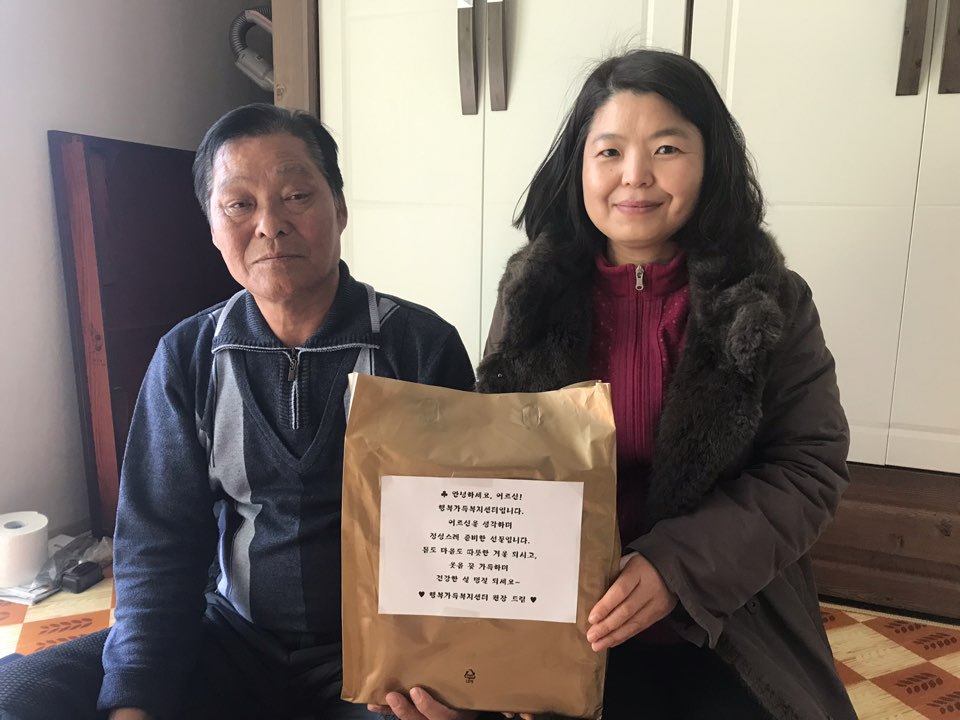 ♣ 안녕하세요, 어르신!
행복가득복지센터입니다.
어르신을 생각하며
정성스레 준비한 선물입니다.
몸도 마음도 따뜻한 겨울 되시고,
웃음 꽃 가득하며
건강한 설 명절 되세요~
♥ 행복가득복지센터 원장 드림 ♥